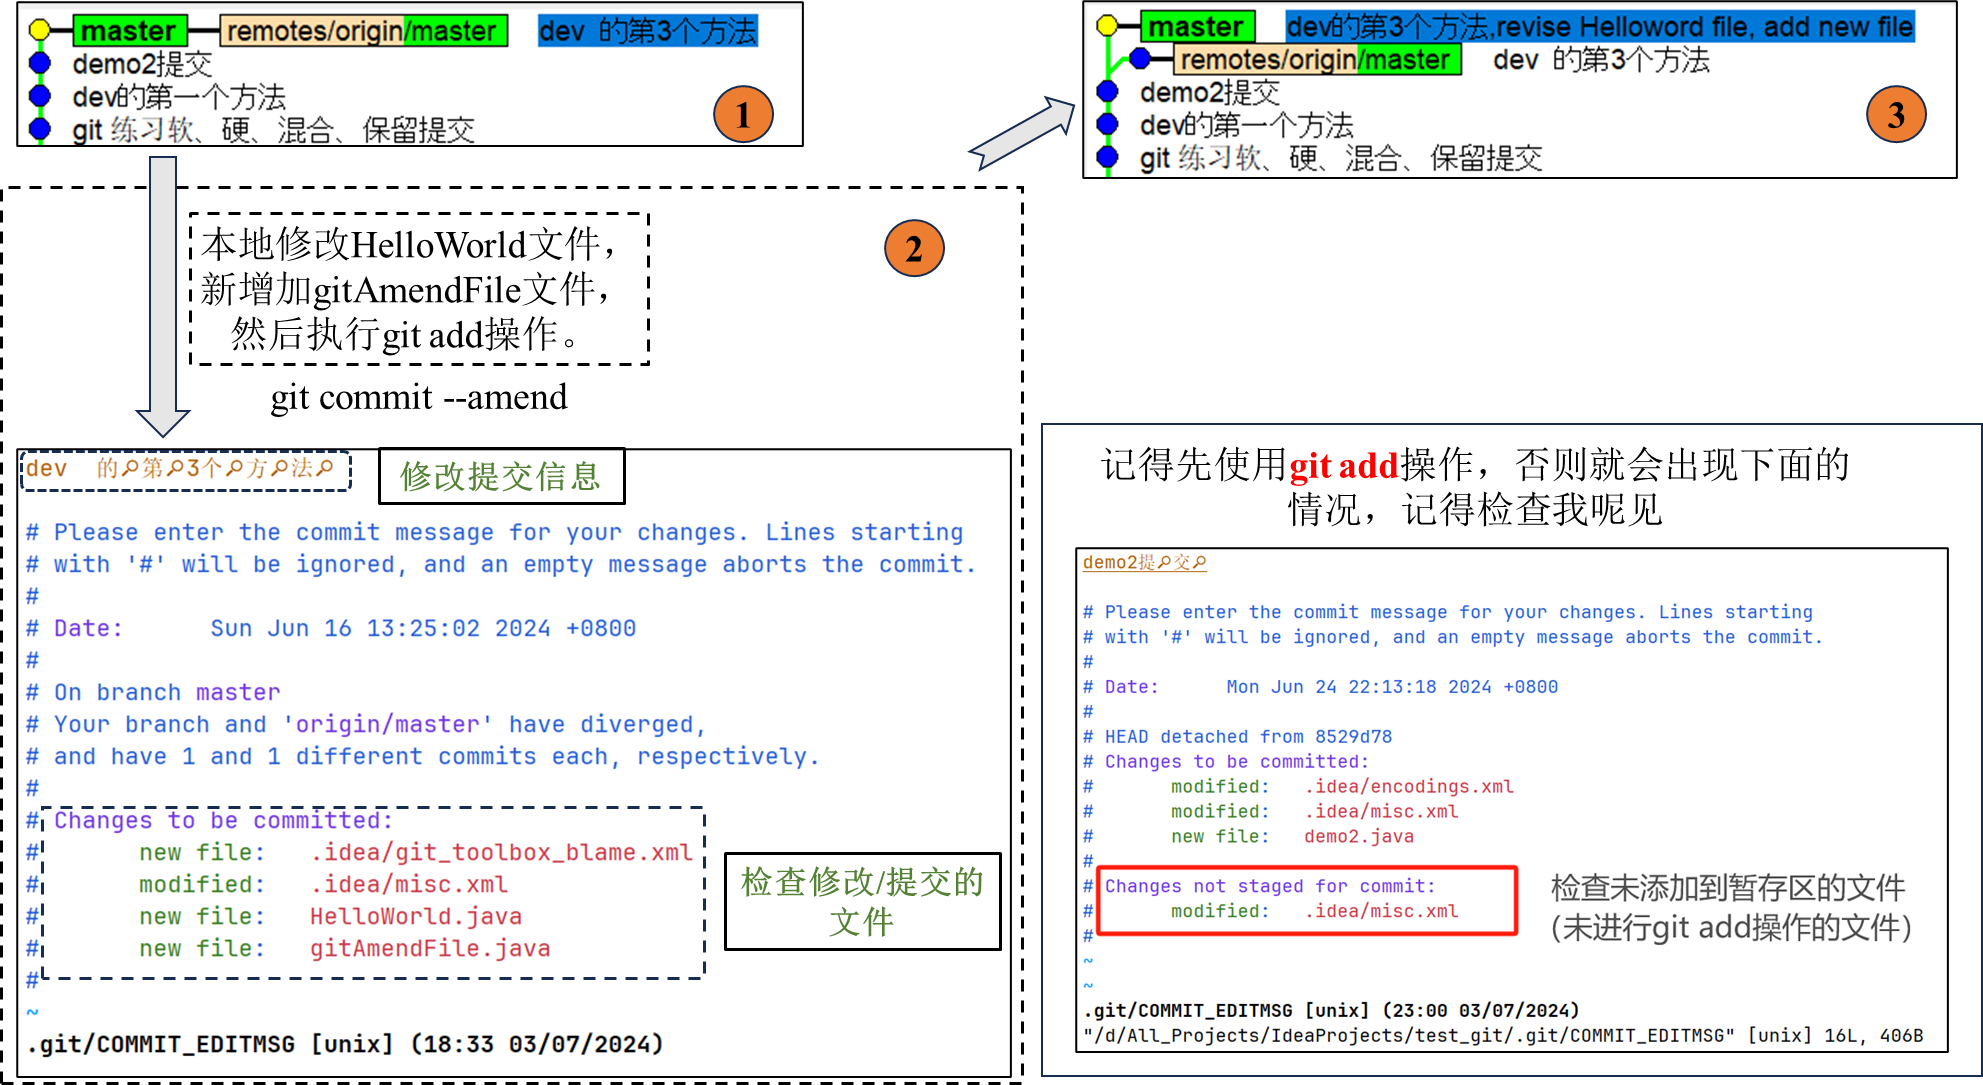 master remotes/origin/master dev 的第3个方法
demo2提交
dev的第一个方法
git 练习软、硬、混合、保留提交
1
本地修改HelloWorld文件，
新增加gitAmendFile文件，
然后执行git add操作。
git commit --amend
2
dev 的第3个方法
修改提交信息
# Please enter the commit message for your changes. Lines starting
# with '#' will be ignored, and an empty message aborts the commit.
#
# Date: Sun Jun 16 13:25:02 2024 +0800
#
# On branch master
# Your branch and 'origin/master' have diverged,
# and have 1 and 1 different commits each, respectively.
#
# Changes to be committed:
# new file: .idea/git_toolbox_blame.xml
# modified: .idea/misc.xml
# new file: HelloWorld.java
# new file: gitAmendFile.java
#
~
.git/COMMIT_EDITMSG [unix] (18:33 03/07/2024)
检查修改/提交的
文件
master dev的第3个方法,revise Helloword file, add new file
remotes/origin/master dev 的第3个方法
demo2提交
dev的第一个方法
git 练习软、硬、混合、保留提交
3
记得先使用git add操作，否则就会出现下面的
情况，记得检查我呢见
demo2提交
# Please enter the commit message for your changes. Lines starting
# with '#' will be ignored, and an empty message aborts the commit.
#
# Date: Mon Jun 24 22:13:18 2024 +0800
#
# HEAD detached from 8529d78
# Changes to be committed:
# modified: .idea/encodings.xml
# modified: .idea/misc.xml
# new file: demo2.java
#
# Changes not staged for commit:
# modified: .idea/misc.xml
#
~
~
.git/COMMIT_EDITMSG [unix] (23:00 03/07/2024)
"/d/All_Projects/IdeaProjects/test_git/.git/COMMIT_EDITMSG" [unix] 16L, 406B
检查未添加到暂存区的文件
（未进行git add操作的文件）